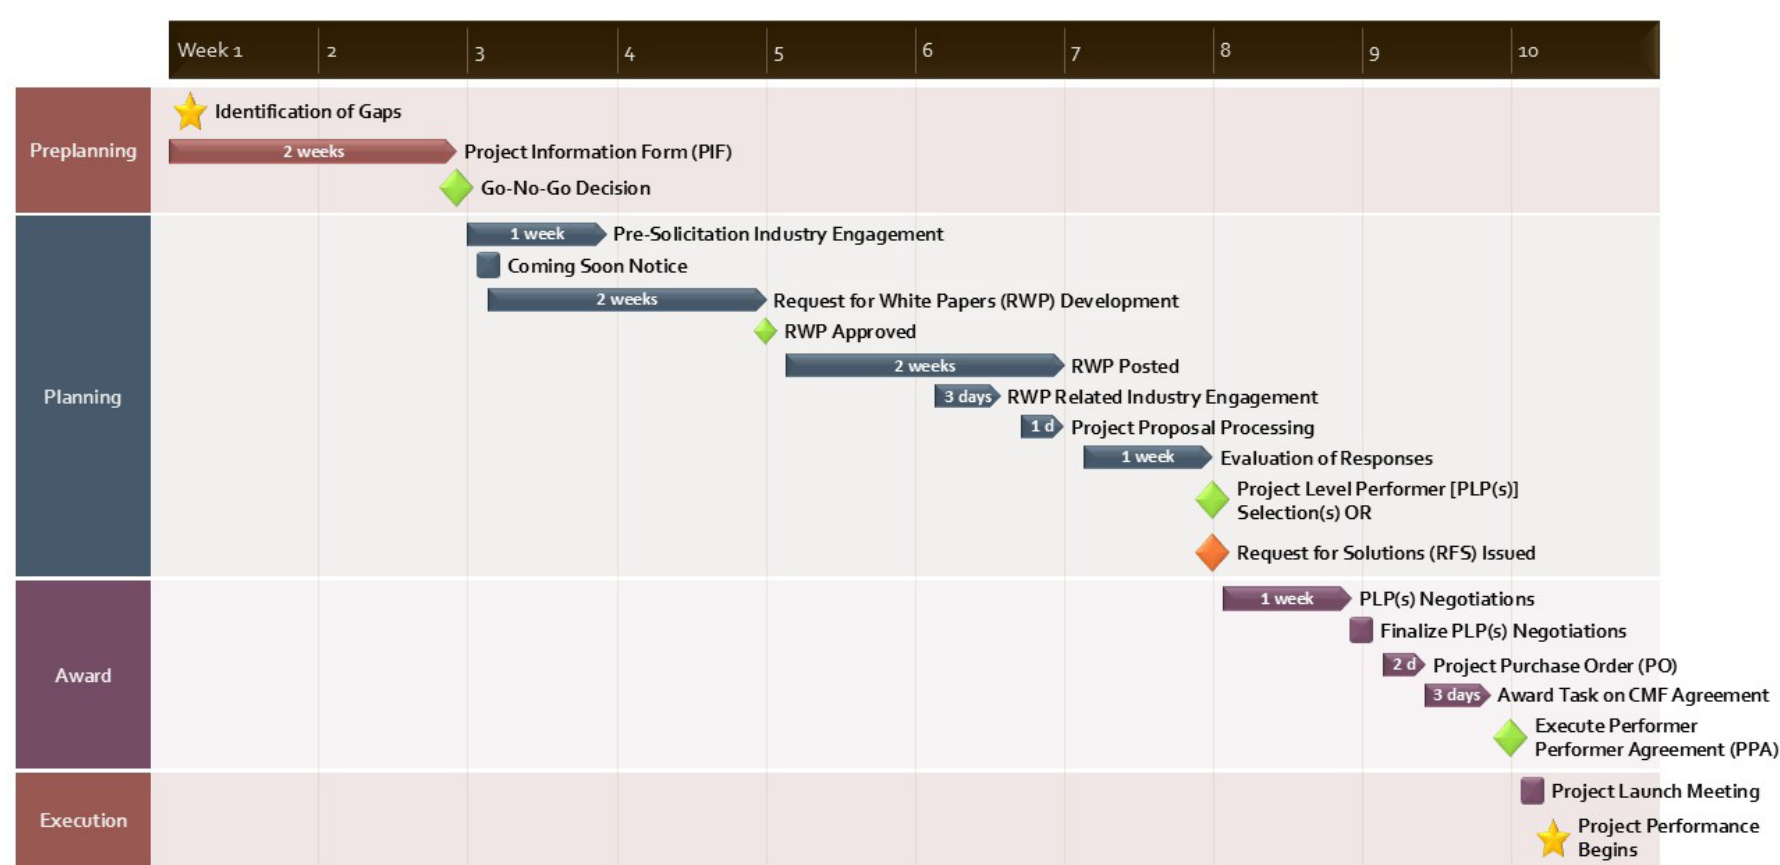 Week 1 2 3 4 5 6 7 8 9 10
Preplanning
Identification of Gaps
2 weeks Project Information Form (PIF)
Go-No-Go Decision
Planning
1 week Pre-Solicitation Industry Engagement
Coming Soon Notice
2 weeks Request for White Papers (RWP) Development
RWP Approved
2 weeks RWP Posted
3 days RWP Related Industry Engagement
1 d Project Proposal Processing
1 week Evaluation of Responses
Project Level Performer [PLP(s)]
Selection(s) OR
Request for Solutions (RFS) Issued
Award
1 week PLP(s) Negotiations
Finalize PLP(s) Negotiations
2 d Project Purchase Order (PO)
3 days Award Task on CMF Agreement
Execute Performer
Performer Agreement (PPA)
Execution
Project Launch Meeting
Project Performance
Begins